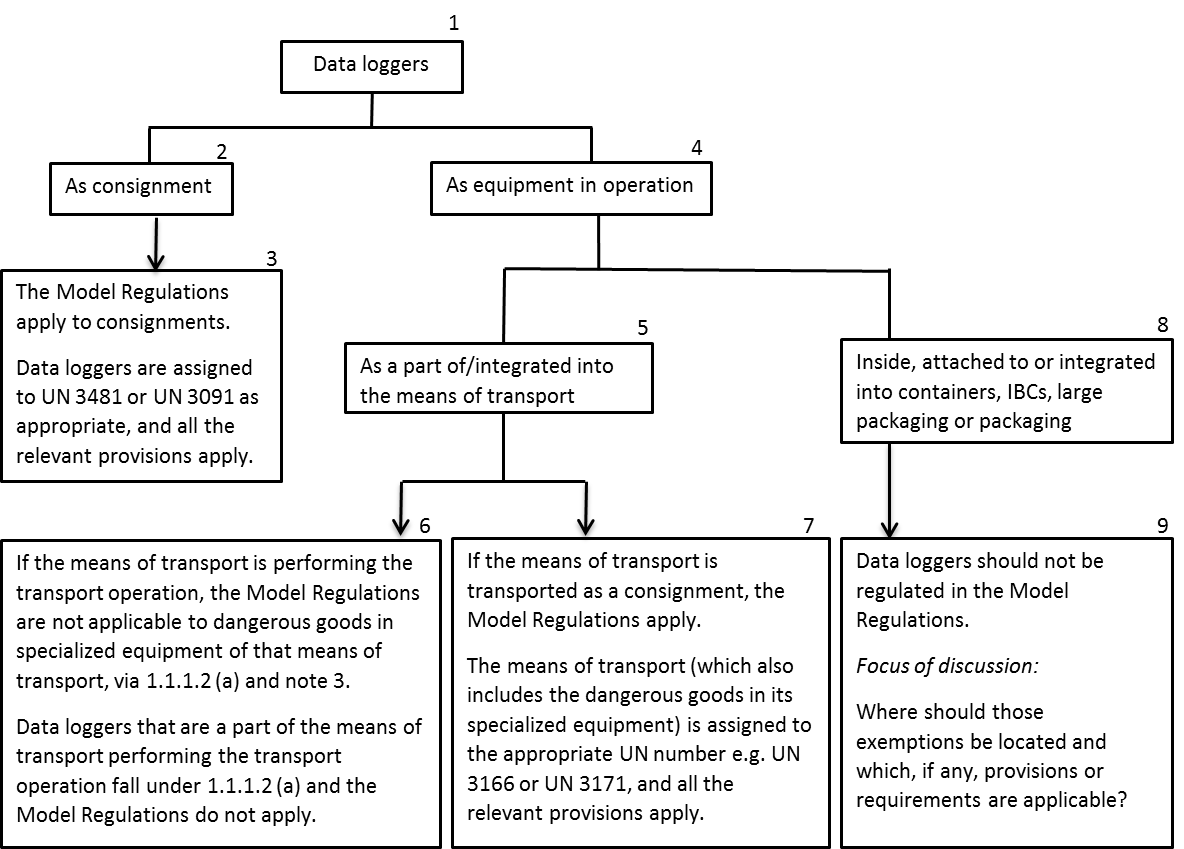 1
Data loggers
2
As consignment
3
The Model Regulations
apply to consignments.
Data loggers are assigned
to UN 3481 or UN 3091 as
appropriate, and all the
relevant provisions apply.
4
As equipment in operation
5
As a part of/integrated into
the means of transport
6
If the means of transport is performing the
transport operation, the Model Regulations
are not applicable to dangerous goods in
specialized equipment of that means of
transport, via 1.1.1.2 (a) and note 3.
Data loggers that are a part of the means of
transport performing the transport
operation fall under 1.1.1.2 (a) and the
Model Regulations do not apply.
7
If the means of transport is
transported as a consignment, the
Model Regulations apply.
The means of transport (which also
includes the dangerous goods in its
specialized equipment) is assigned to
the appropriate UN number e.g. UN
3166 or UN 3171, and all the
relevant provisions apply.
8
Inside, attached to or integrated
into containers, IBCs, large
packaging or packaging
9
Data loggers should not be
regulated in the Model
Regulations.
Focus of discussion:
Where should those
exemptions be located and
which, if any, provisions or
requirements are applicable?